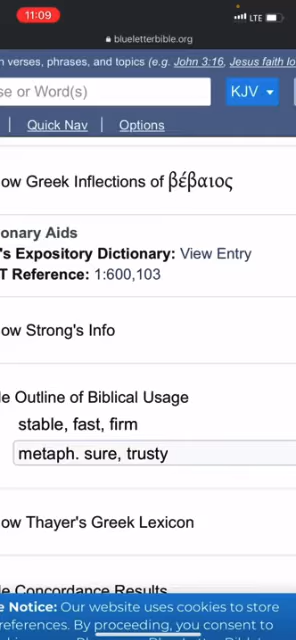 11:09
LTE
blueletterbible.org
verses, phrases, and topics (e.g. John 3:16, Jesus faith lo
se or Word(s)
KJV
Quick Nav | Options
ow Greek Inflections of βέβαιος
onary Aids
's Expository Dictionary: View Entry
T Reference: 1:600,103
ow Strong's Info
e Outline of Biblical Usage
stable, fast, firm
metaph. sure, trusty
ow Thayer's Greek Lexicon
e Concordance Results
e Notice: Our website uses cookies to store
references. By proceeding, you consent to